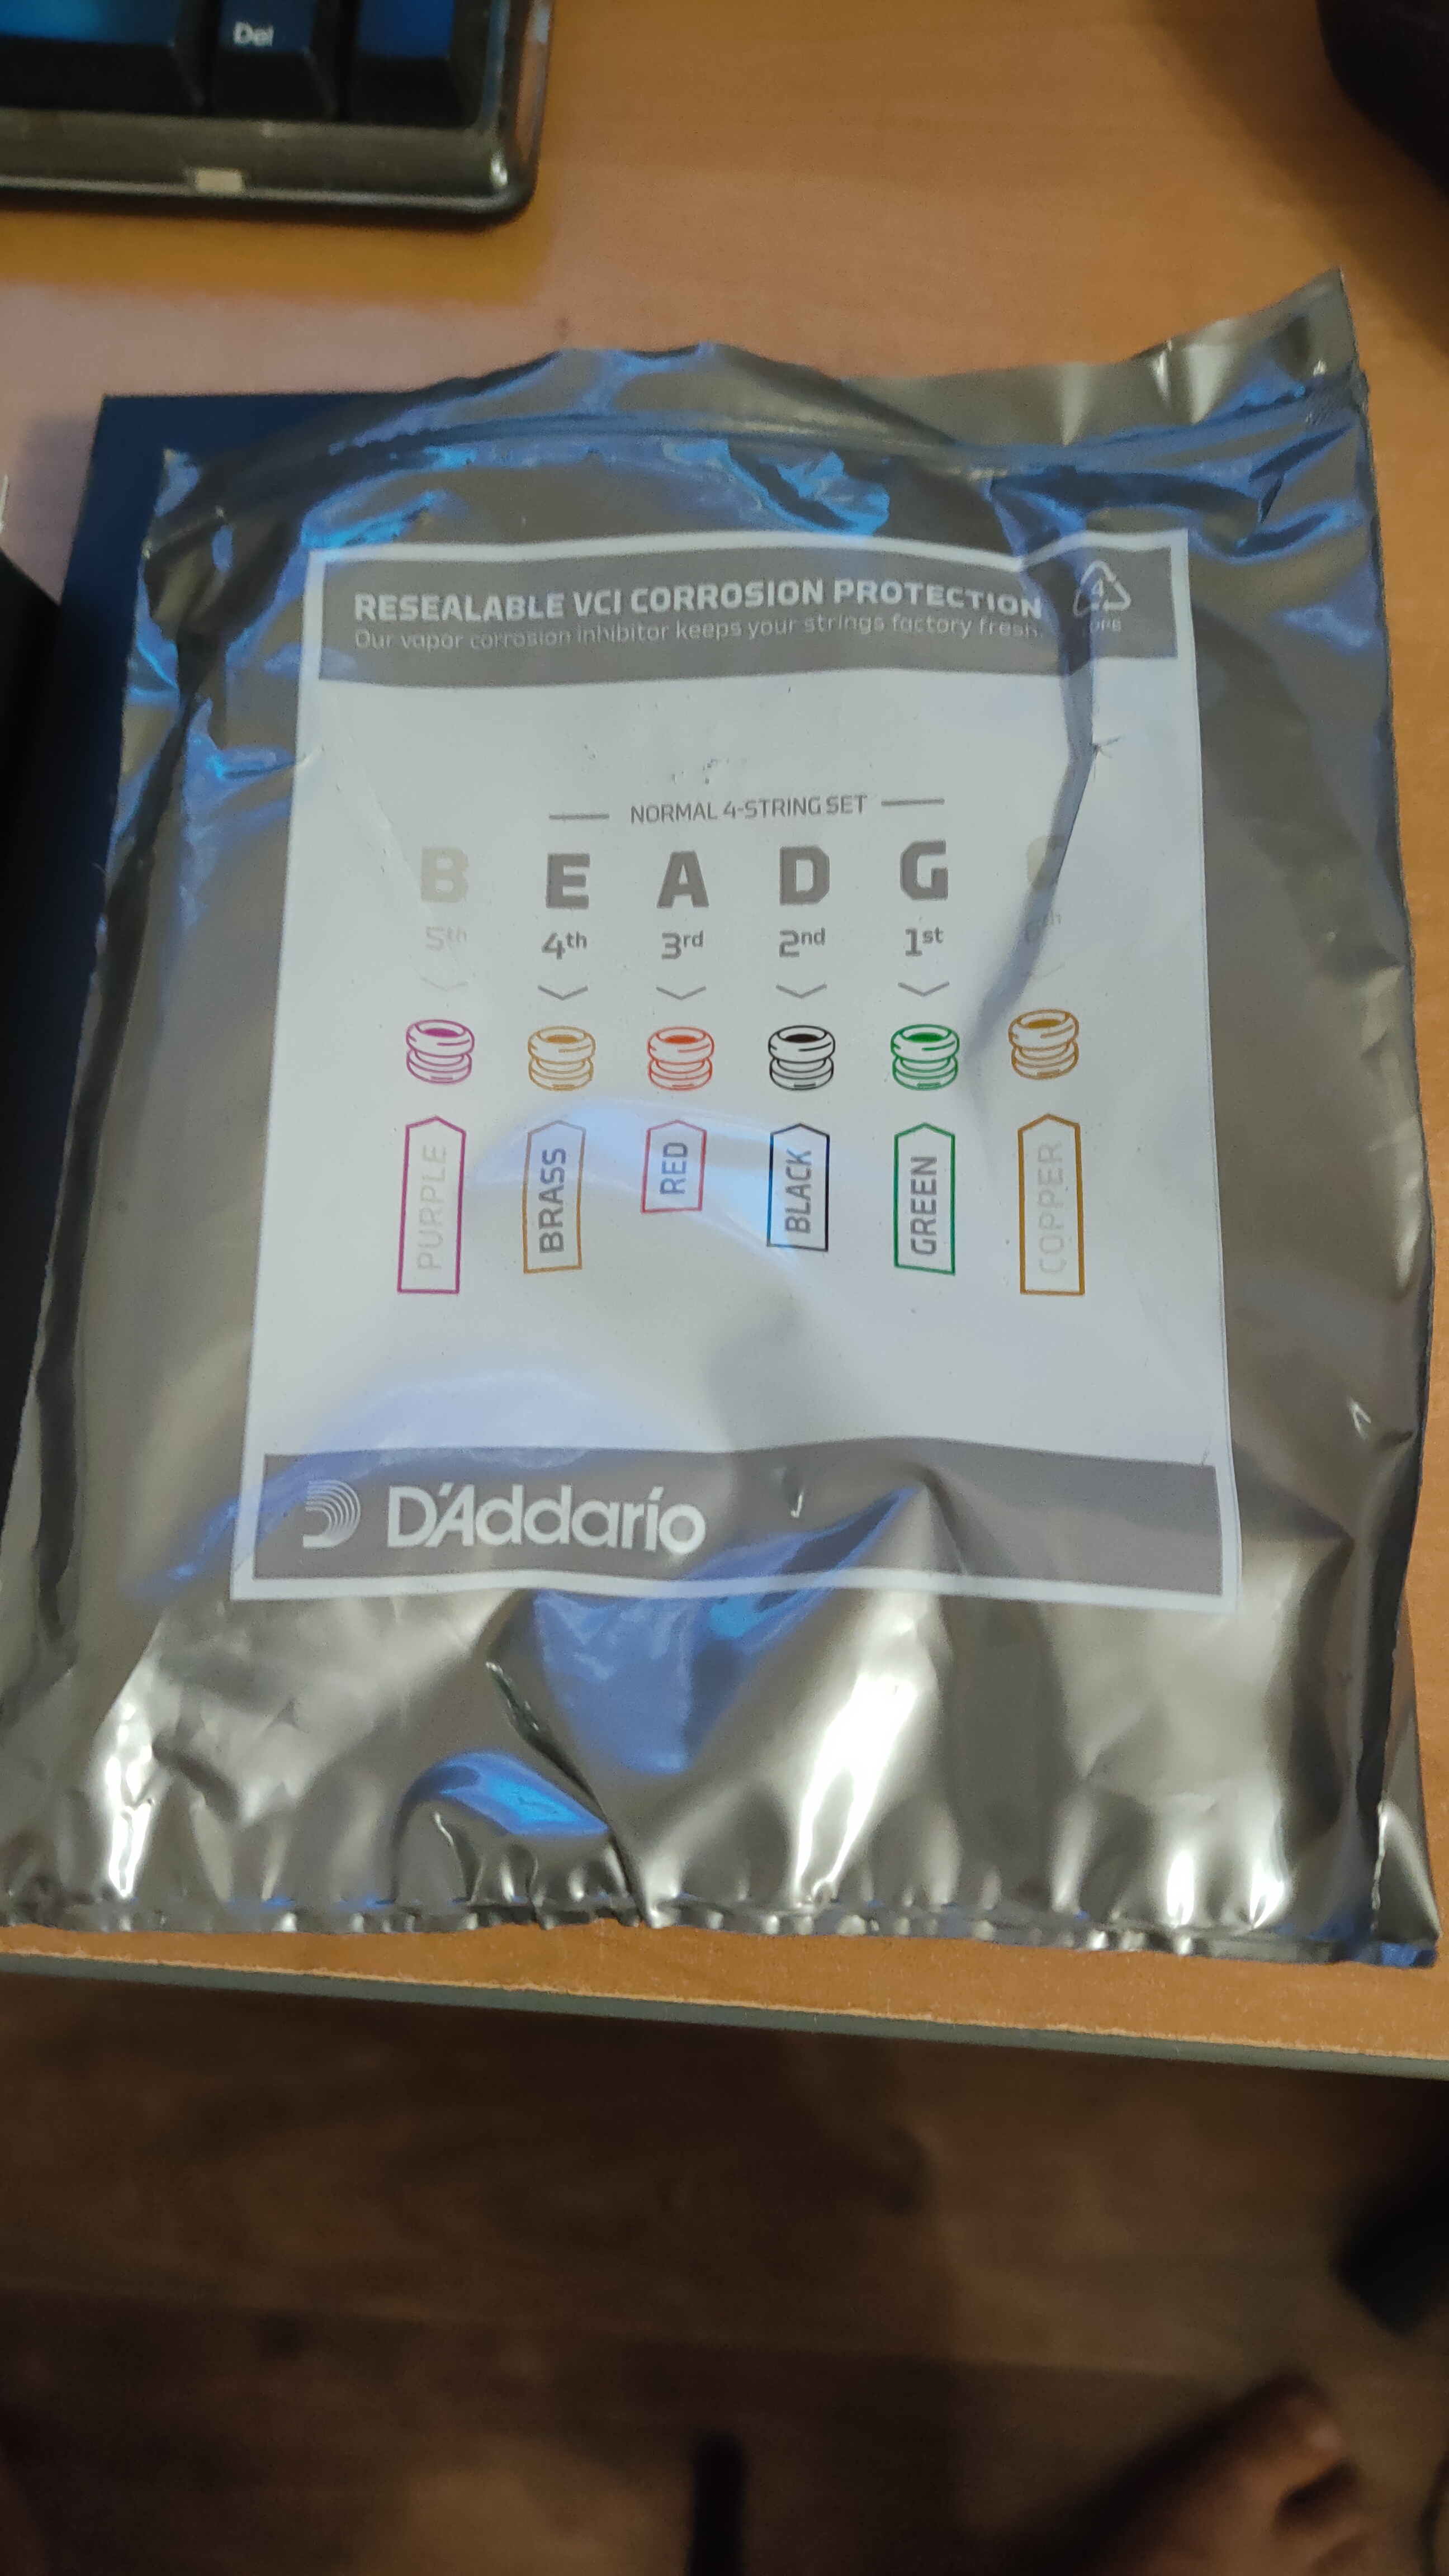 Del
RESEALABLE VCI CORROSION PROTECTION
Our vapor corrosion inhibitor keeps your strings factory fresh.
4
NORMAL 4-STRING SET
B E A D G
5th 4th 3rd 2nd 1st 6th
PURPLE BRASS RED BLACK GREEN COPPER
D'Addario